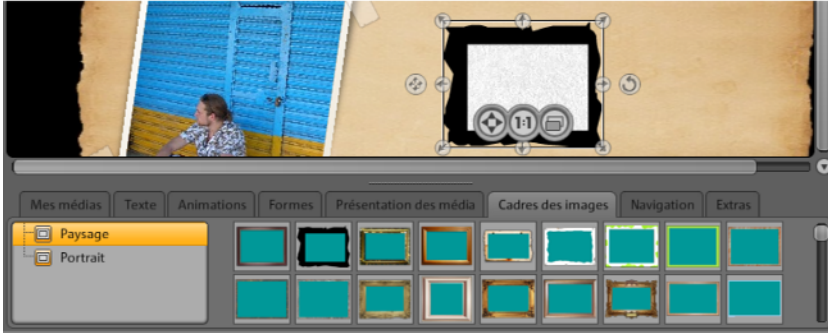 1:1
Mes médias Texte Animations Formes Présentation des média Cadres des images Navigation Extras
Paysage
Portrait